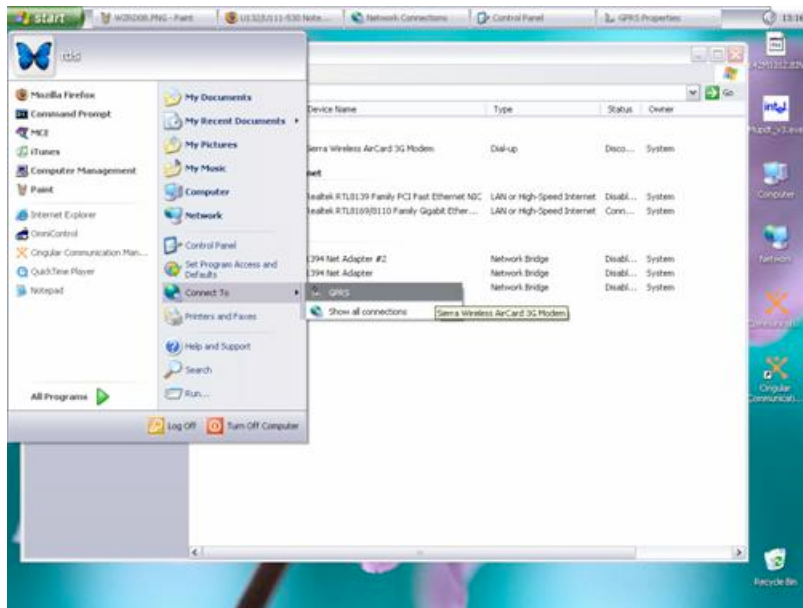 start
W32RDOB.PNG - Paint
Network Connections
Control Panel
GPRS Properties
Mozilla Firefox
Command Prompt
MCE
iTunes
Computer Management
Paint
Internet Explorer
OmniControl
Cingular Communication Man...
QuickTime Player
Notepad
All Programs
My Documents
My Recent Documents
My Pictures
My Music
Computer
Network
Control Panel
Set Program Access and
Defaults
Connect To
Printers and Faxes
Help and Support
Search
Run...
Log Off
Turn Off Computer
GPRS
Show all connections
Sierra Wireless AirCard 3G Modem
Go
Device Name Type Status Owner
Sierra Wireless AirCard 3G Modem Dial-up Disco... System
net
Realtek RTL8139 Family PCI Fast Ethernet NIC LAN or High-Speed Internet Disabl... System
Realtek RTL8169/8110 Family Gigabit Ether... LAN or High-Speed Internet Conn... System
1394 Net Adapter #2 Network Bridge Disabl... System
1394 Net Adapter Network Bridge Disabl... System
Network Bridge Disabl... System
intel
Computer
Network
Cingular
Communicati...
Recycle Bin